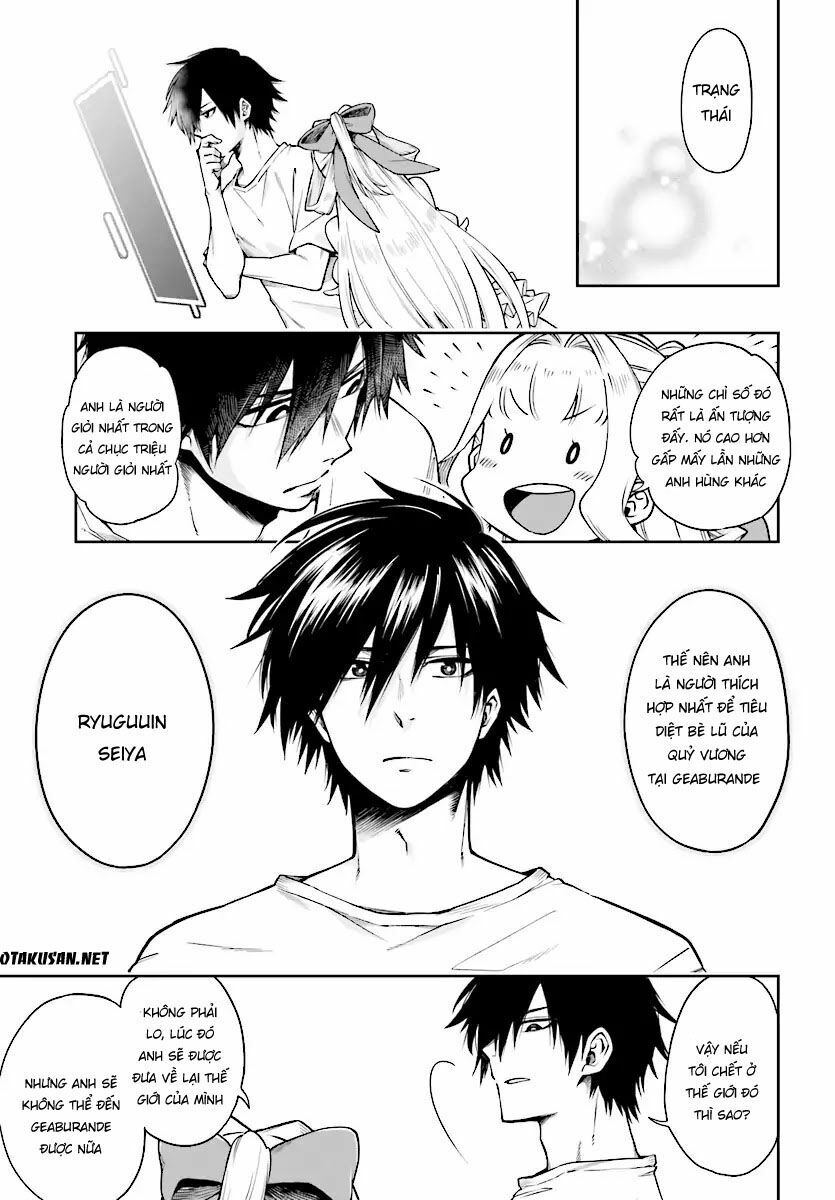 TRẠNG
THÁI
NHỮNG CHỈ SỐ ĐÓ
RẤT LÀ ẤN TƯỢNG
ĐẤY. NÓ CAO HƠN
GẤP MẤY LẦN NHỮNG
ANH HÙNG KHÁC
ANH LÀ NGƯỜI
GIỎI NHẤT TRONG
CẢ CHỤC TRIỆU
NGƯỜI GIỎI NHẤT
THẾ NÊN ANH
LÀ NGƯỜI THÍCH
HỢP NHẤT ĐỂ TIÊU
DIỆT BÈ LŨ CỦA
QUỶ VƯƠNG
TẠI GEABURANDE
RYUGUUIN
SEIYA
OTAKUSAN.NET
VẬY NẾU
TÔI CHẾT Ở
THẾ GIỚI ĐÓ
THÌ SAO?
KHÔNG PHẢI
LO, LÚC ĐÓ
ANH SẼ ĐƯỢC
ĐƯA VỀ LẠI THẾ
GIỚI CỦA MÌNH
NHƯNG ANH SẼ
KHÔNG THỂ ĐẾN
GEABURANDE
ĐƯỢC NỮA